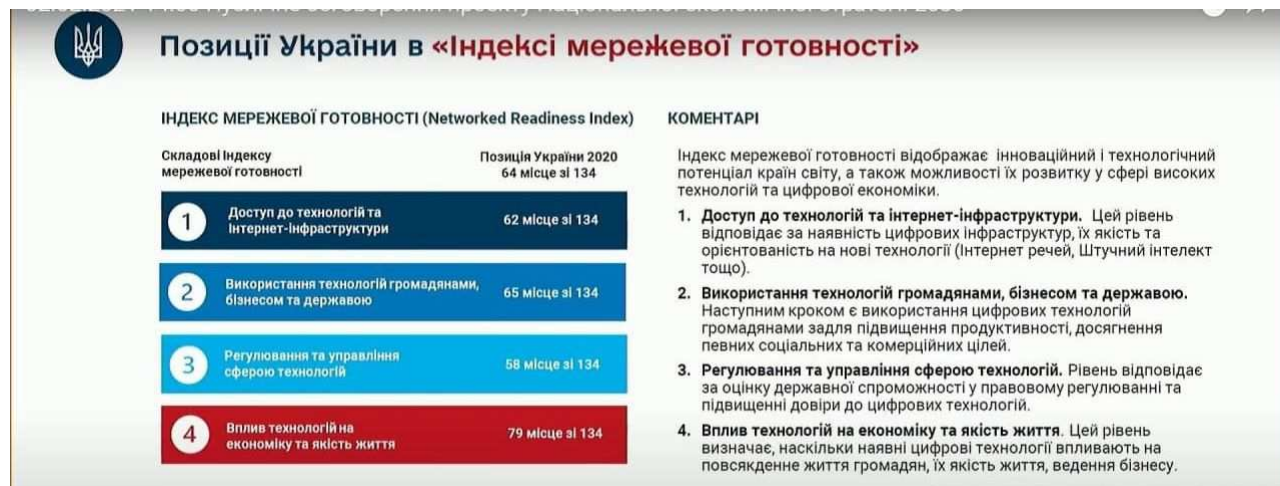 Позиції України в «Індексі мережевої готовності»
ІНДЕКС МЕРЕЖЕВОЇ ГОТОВНОСТІ (Networked Readiness Index)
Складові Індексу
мережевої готовності
Позиція України 2020
64 місце зі 134
1
Доступ до технологій та
Інтернет-інфраструктури
62 місце зі 134
2
Використання технологій громадянами,
бізнесом та державою
65 місце зі 134
3
Регулювання та управління
сферою технологій
58 місце зі 134
4
Вплив технологій на
економіку та якість життя
79 місце зі 134
КОМЕНТАРІ
Індекс мережевої готовності відображає інноваційний і технологічний
потенціал країн світу, а також можливості їх розвитку у сфері високих
технологій та цифрової економіки.
1. Доступ до технологій та інтернет-інфраструктури. Цей рівень
відповідає за наявність цифрових інфраструктур, їх якість та
орієнтованість на нові технології (Інтернет речей, Штучний інтелект
тощо).
2. Використання технологій громадянами, бізнесом та державою.
Наступним кроком є використання цифрових технологій
громадянами задля підвищення продуктивності, досягнення
певних соціальних та комерційних цілей.
3. Регулювання та управління сферою технологій. Рівень відповідає
за оцінку державної спроможності у правовому регулюванні та
підвищенні довіри до цифрових технологій.
4. Вплив технологій на економіку та якість життя. Цей рівень
визначає, наскільки наявні цифрові технології впливають на
повсякденне життя громадян, їх якість життя, ведення бізнесу.